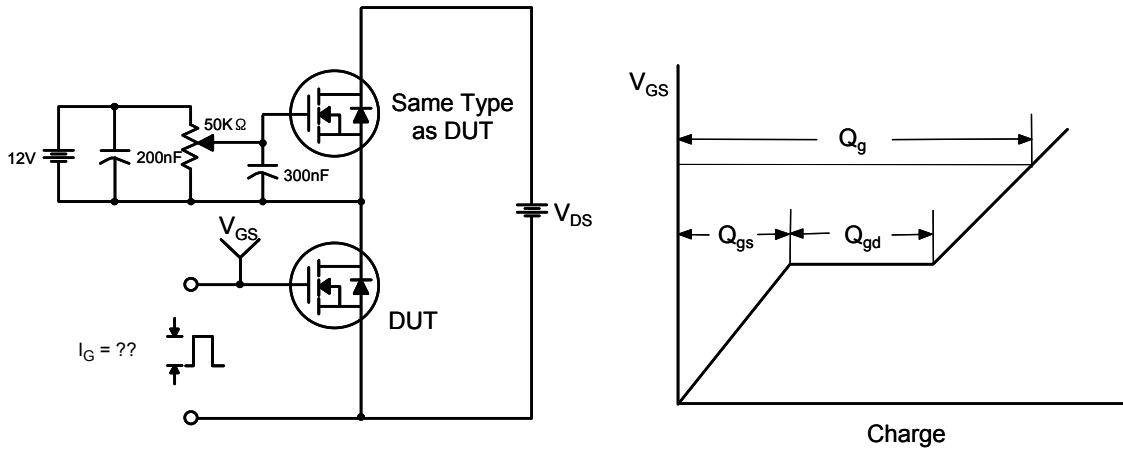 12V
200nF
50KΩ
300nF
Same Type
as DUT
V_GS
DUT
I_G = ??
V_DS
V_GS
Q_g
Q_gs
Q_gd
Charge